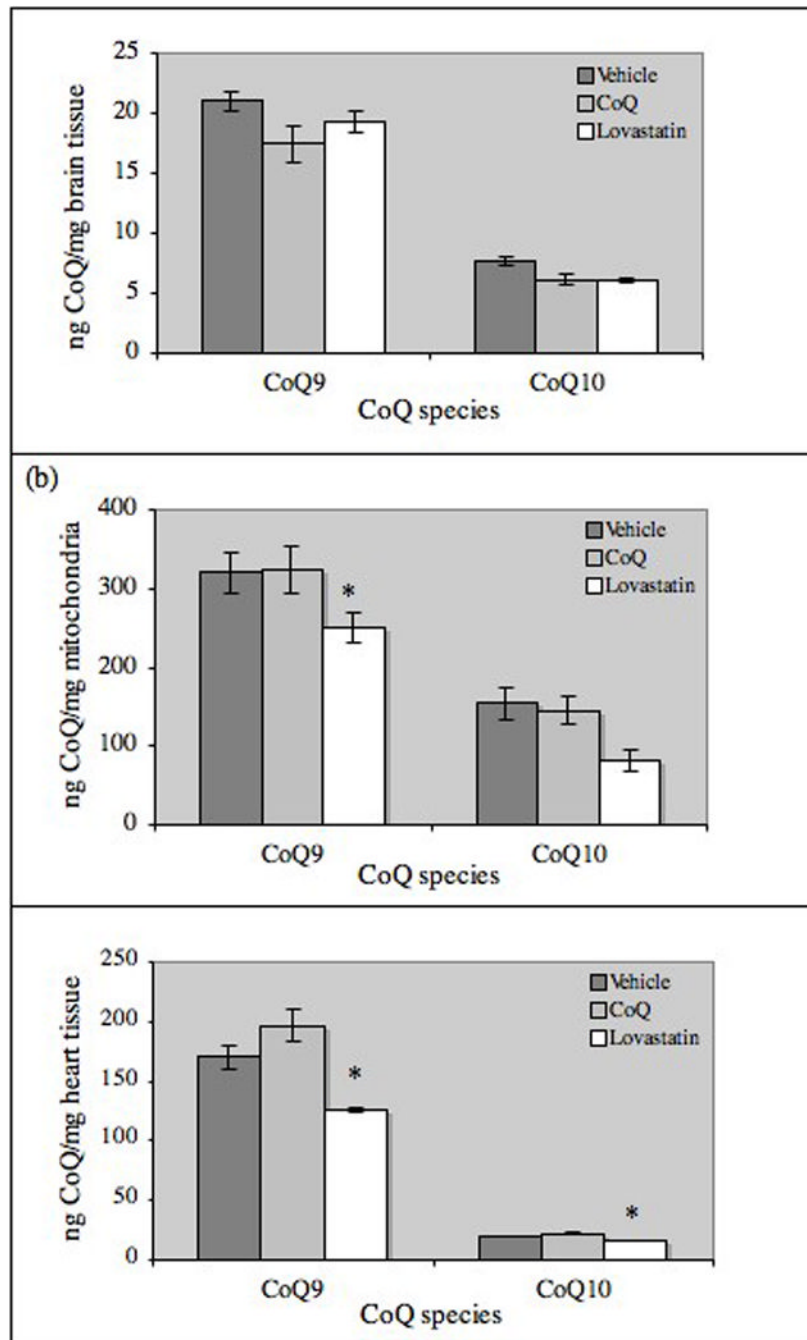 25
20
15
10
5
0
ng CoQ/mg brain tissue
Vehicle
CoQ
Lovastatin
CoQ9 CoQ10
CoQ species
(b)
400
300
200
100
0
ng CoQ/mg mitochondria
Vehicle
CoQ
Lovastatin
*
CoQ9 CoQ10
CoQ species
250
200
150
100
50
0
ng CoQ/mg heart tissue
Vehicle
CoQ
Lovastatin
*
*
CoQ9 CoQ10
CoQ species